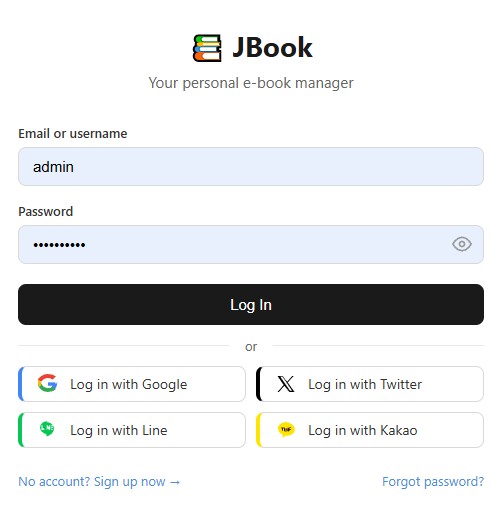 JBook
Your personal e-book manager
Email or username
admin
Password
••••••••••
Log In
or
Log in with Google
Log in with Twitter
Log in with Line
Log in with Kakao
No account? Sign up now →
Forgot password?